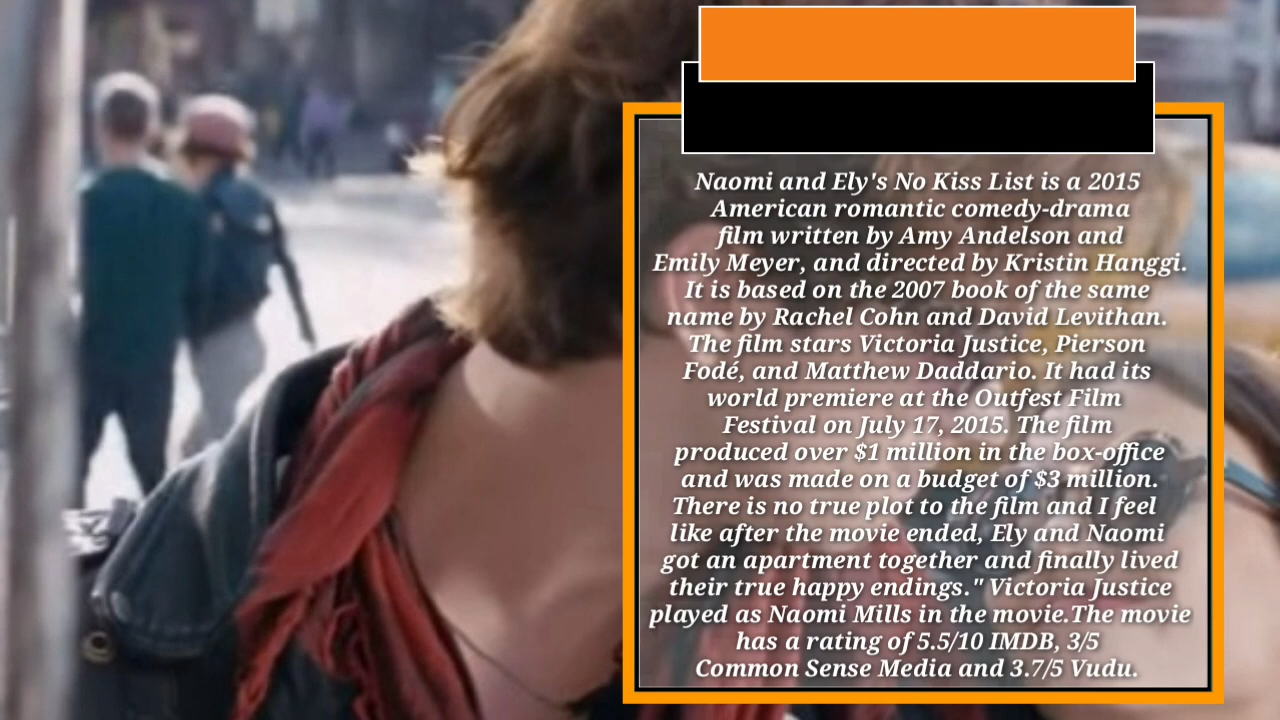 Naomi and Ely's No Kiss List is a 2015
American romantic comedy-drama
film written by Amy Andelson and
Emily Meyer, and directed by Kristin Hanggi.
It is based on the 2007 book of the same
name by Rachel Cohn and David Levithan.
The film stars Victoria Justice, Pierson
Fodé, and Matthew Daddario. It had its
world premiere at the Outfest Film
Festival on July 17, 2015. The film
produced over $1 million in the box-office
and was made on a budget of $3 million.
There is no true plot to the film and I feel
like after the movie ended, Ely and Naomi
got an apartment together and finally lived
their true happy endings." Victoria Justice
played as Naomi Mills in the movie.The movie
has a rating of 5.5/10 IMDB, 3/5
Common Sense Media and 3.7/5 Vudu.